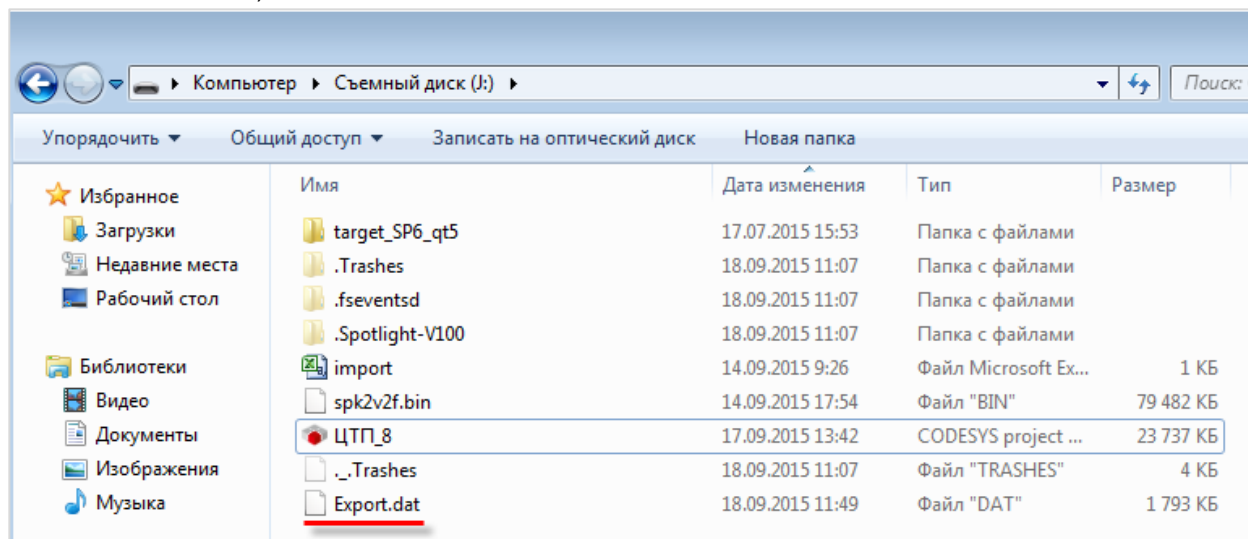 Компьютер Съемный диск (J:) Поиск:
Упорядочить Общий доступ Записать на оптический диск Новая папка
Избранное
Загрузки
Недавние места
Рабочий стол
Библиотеки
Видео
Документы
Изображения
Музыка
Имя Дата изменения Тип Размер
target_SP6_qt5 17.07.2015 15:53 Папка с файлами
.Trashes 18.09.2015 11:07 Папка с файлами
.fseventsd 18.09.2015 11:07 Папка с файлами
.Spotlight-V100 18.09.2015 11:07 Папка с файлами
import 14.09.2015 9:26 Файл Microsoft Ex... 1 КБ
spk2v2f.bin 14.09.2015 17:54 Файл "BIN" 79 482 КБ
ЦТП_8 17.09.2015 13:42 CODESYS project ... 23 737 КБ
._.Trashes 18.09.2015 11:07 Файл "TRASHES" 4 КБ
Export.dat 18.09.2015 11:49 Файл "DAT" 1 793 КБ